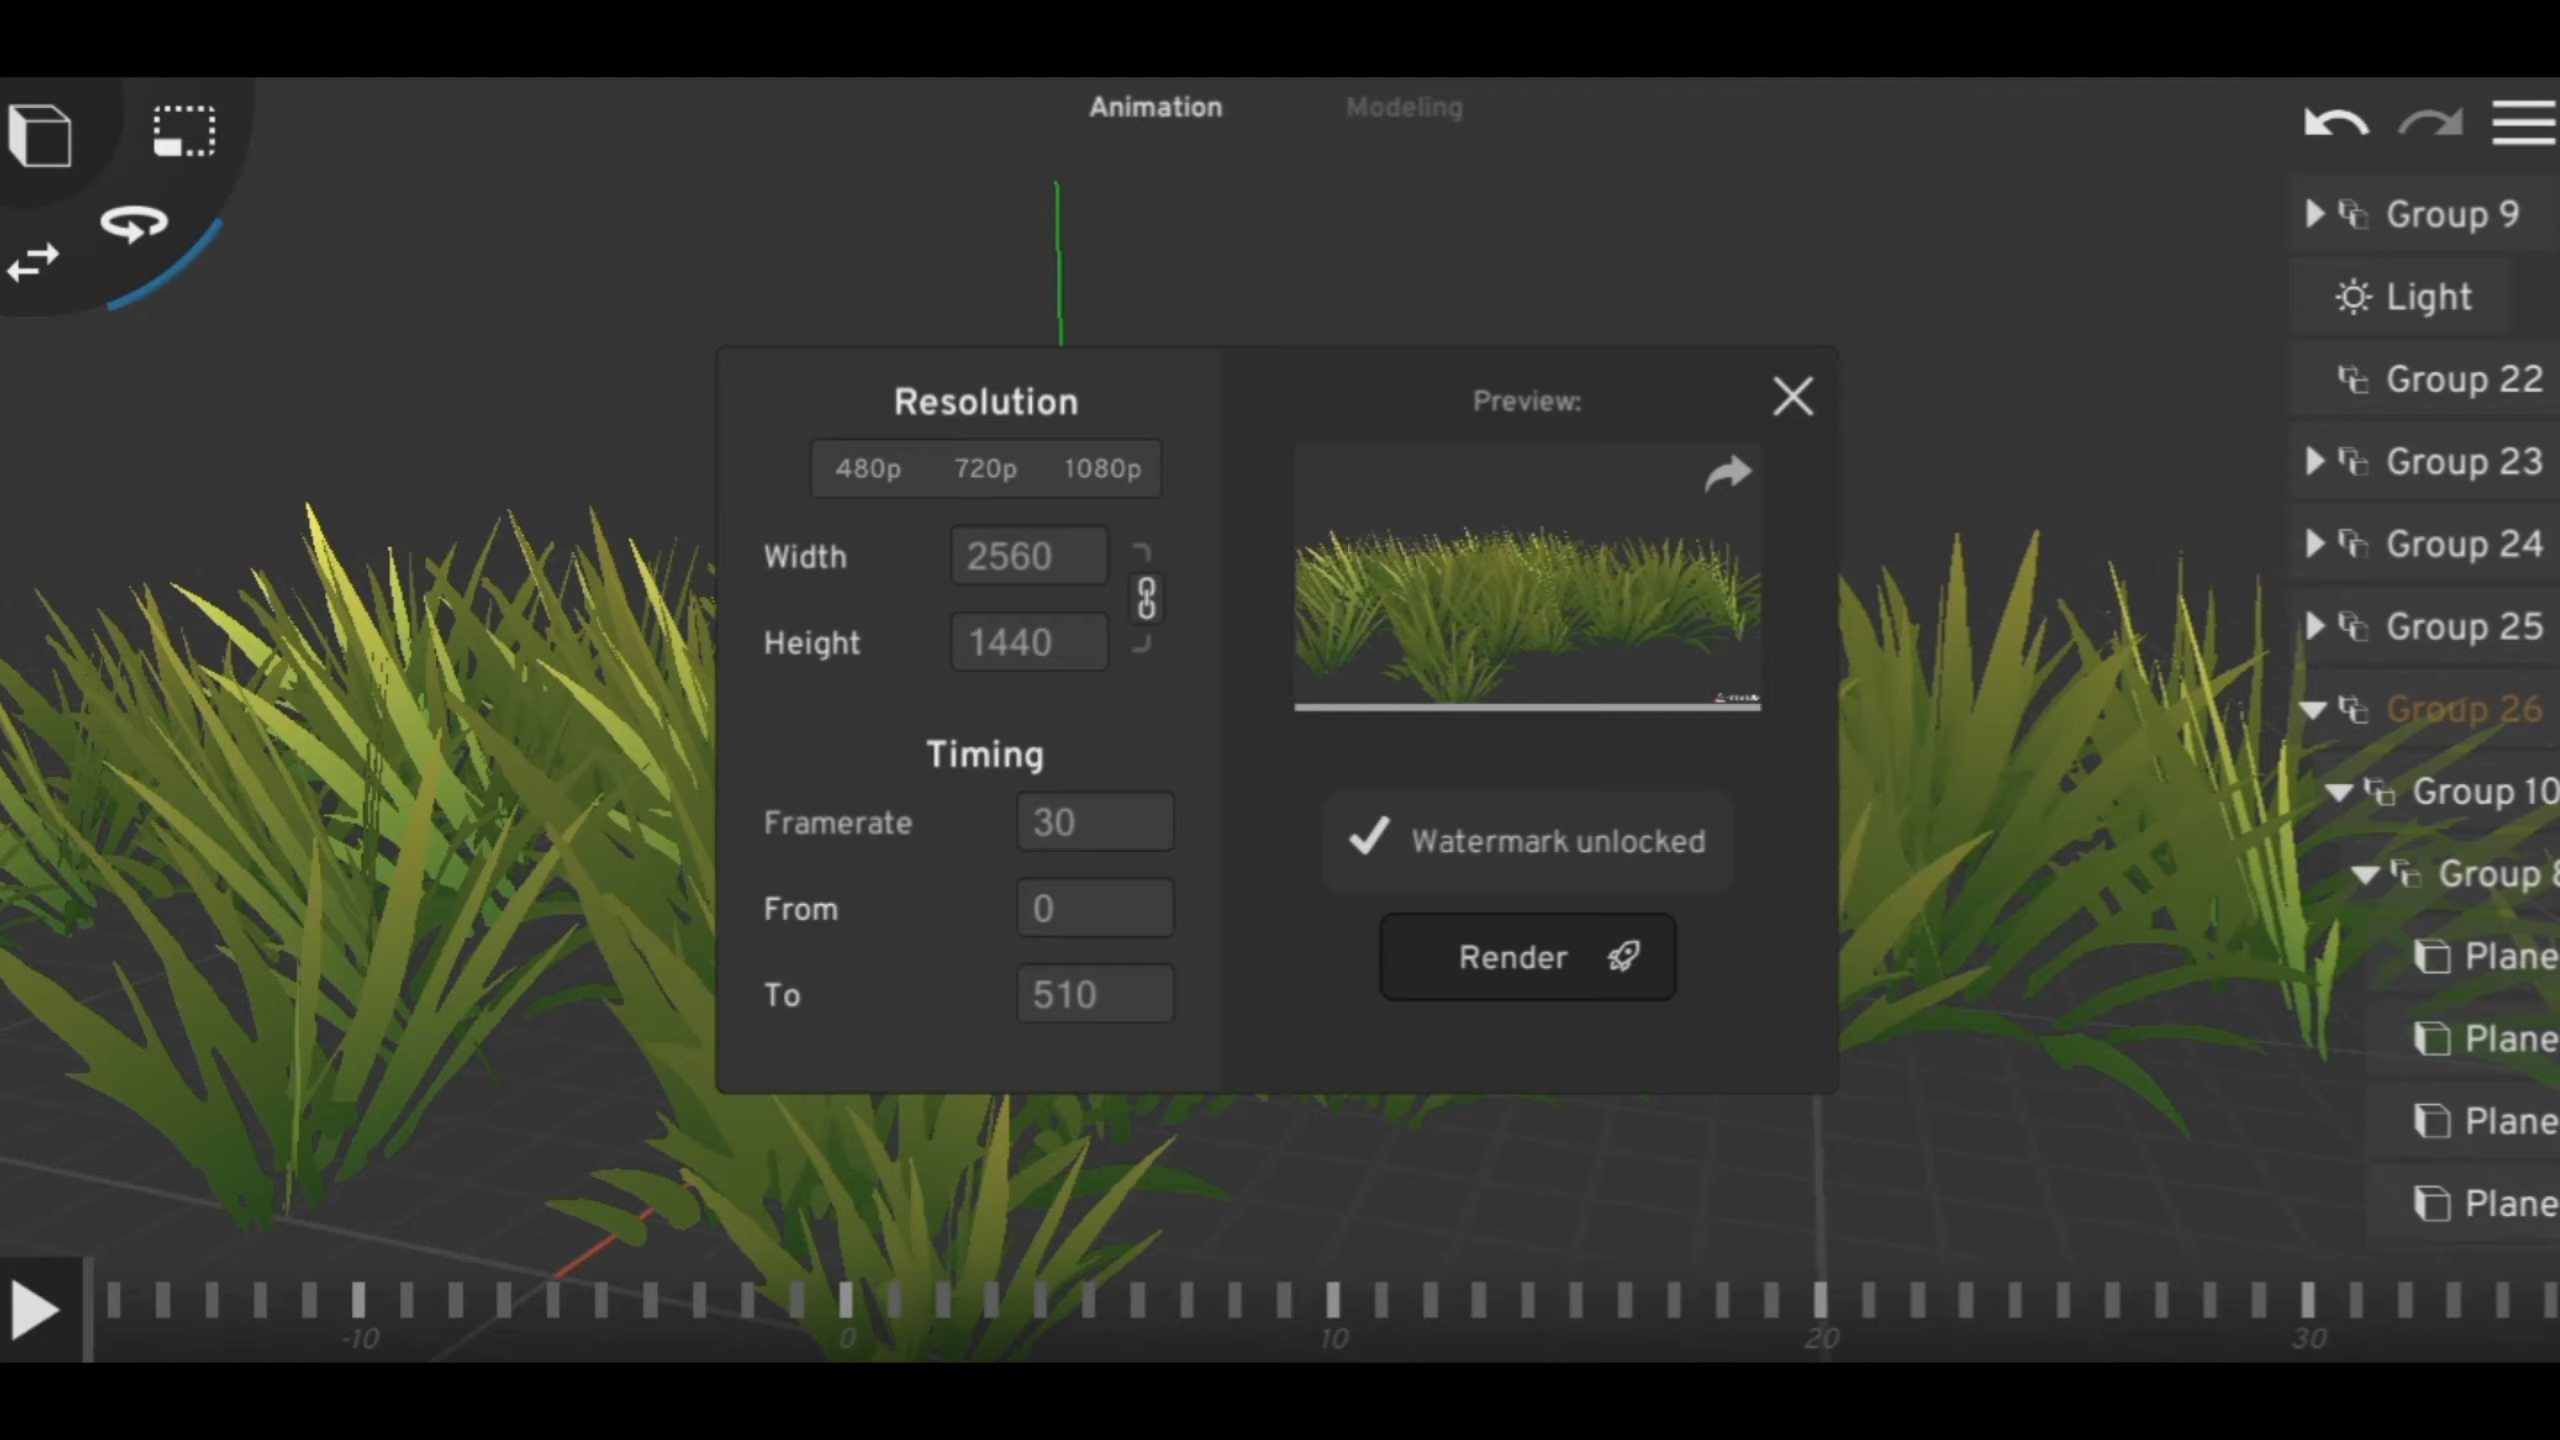 Animation
Modeling
Group 9
Light
Group 22
Group 23
Group 24
Group 25
Group 26
Group 10
Group 8
Plane
Plane
Plane
Plane
Resolution
480p 720p 1080p
Width 2560
Height 1440
Timing
Framerate 30
From 0
To 510
Preview:
Watermark unlocked
Render
-10 0 10 20 30